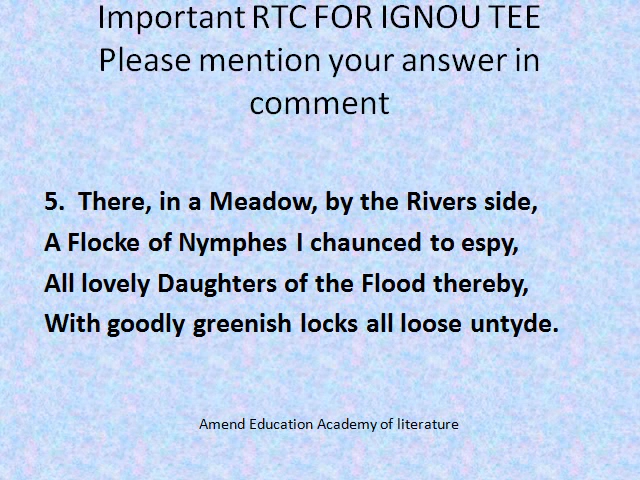 Important RTC FOR IGNOU TEE
Please mention your answer in
comment
5. There, in a Meadow, by the Rivers side,
A Flocke of Nymphes I chaunced to espy,
All lovely Daughters of the Flood thereby,
With goodly greenish locks all loose untyde.
Amend Education Academy of literature